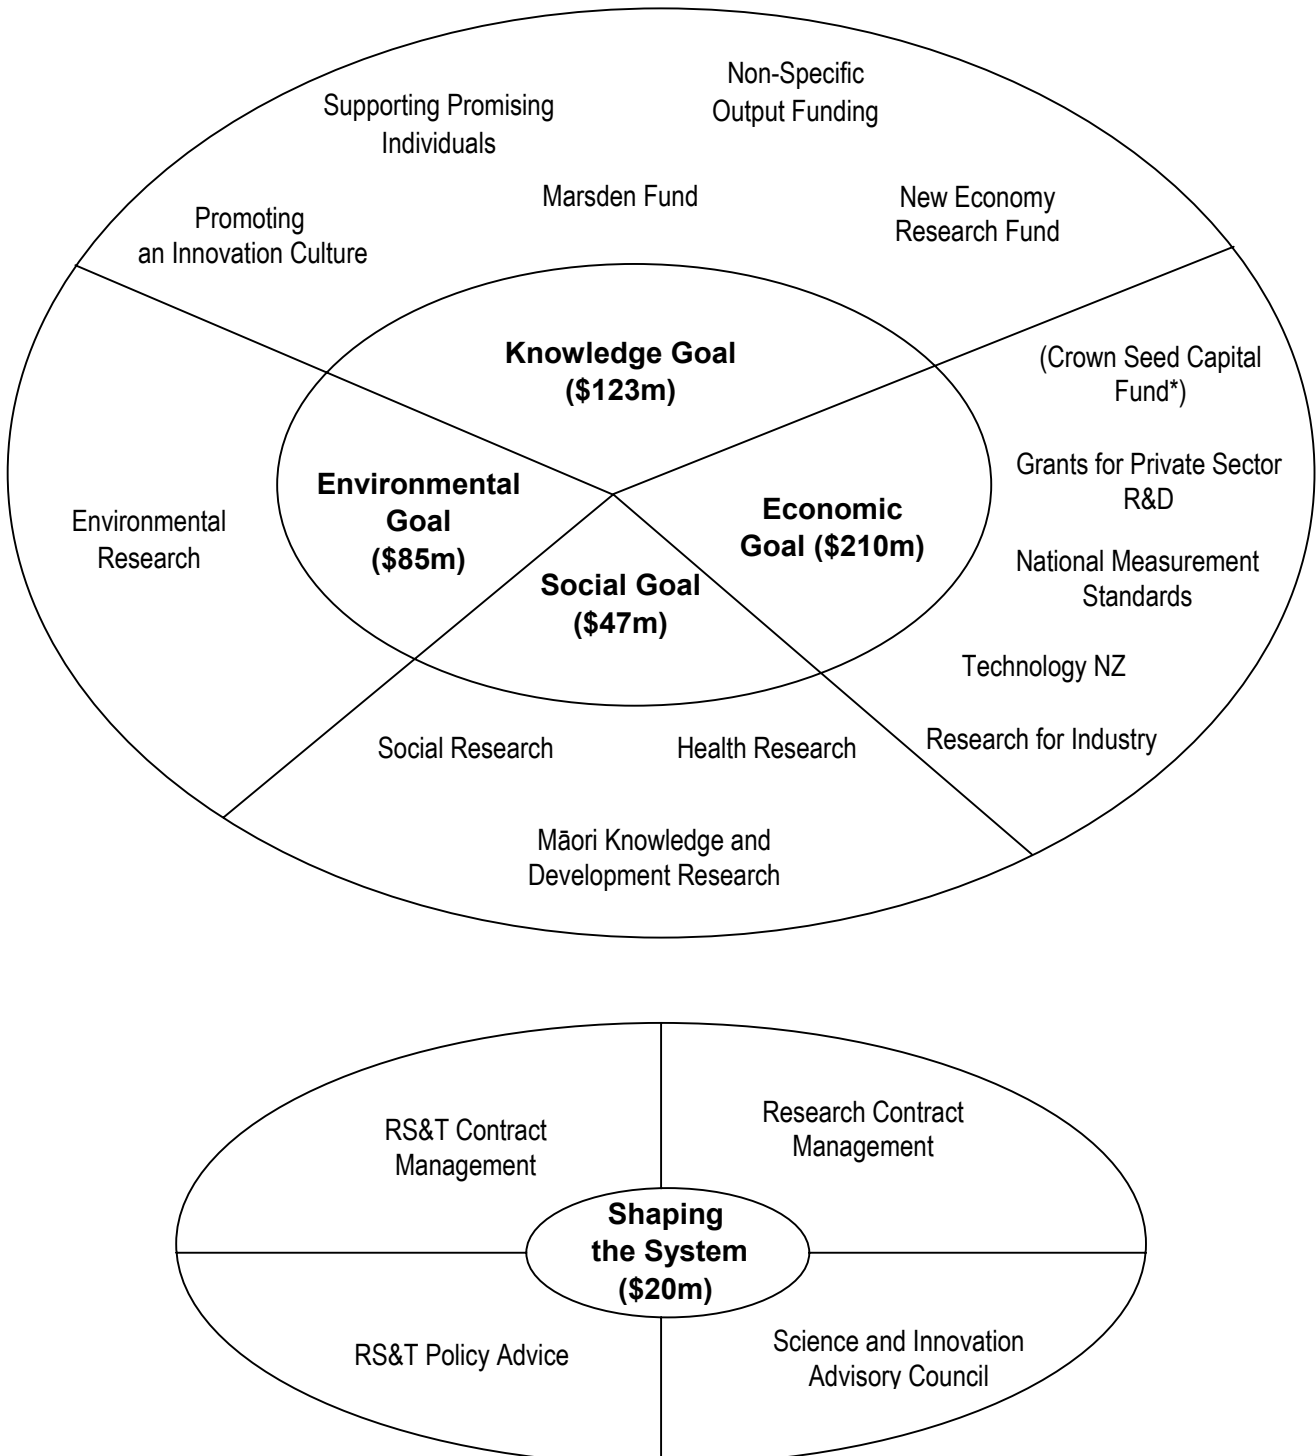 Non-Specific
Output Funding
Supporting Promising
Individuals
Marsden Fund
New Economy
Research Fund
Promoting
an Innovation Culture
Knowledge Goal
($123m)
(Crown Seed Capital
Fund*)
Grants for Private Sector
R&D
National Measurement
Standards
Technology NZ
Research for Industry
Environmental
Goal
($85m)
Economic
Goal ($210m)
Environmental
Research
Social Goal
($47m)
Social Research
Health Research
Māori Knowledge and
Development Research
RS&T Contract
Management
Research Contract
Management
Shaping
the System
($20m)
RS&T Policy Advice
Science and Innovation
Advisory Council